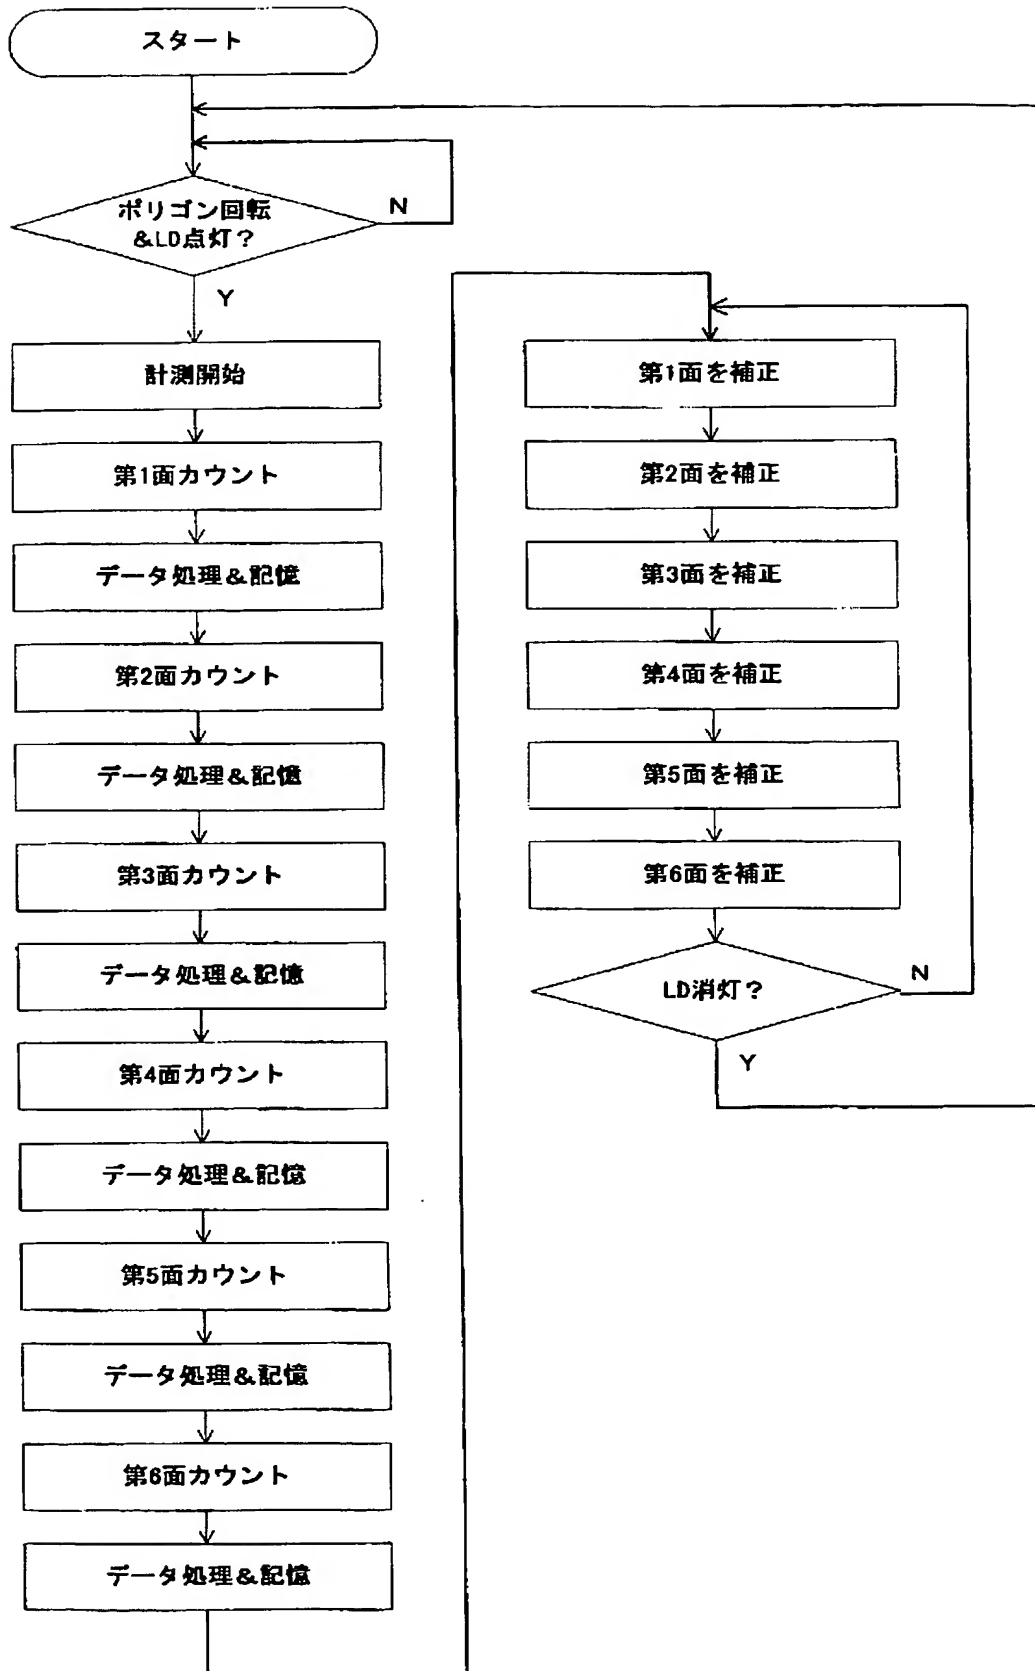 スタート
ポリゴン回転
&LD点灯?
N
Y
計測開始
第1面カウント
データ処理&記憶
第2面カウント
データ処理&記憶
第3面カウント
データ処理&記憶
第4面カウント
データ処理&記憶
第5面カウント
データ処理&記憶
第6面カウント
データ処理&記憶
第1面を補正
第2面を補正
第3面を補正
第4面を補正
第5面を補正
第6面を補正
LD消灯?
N
Y